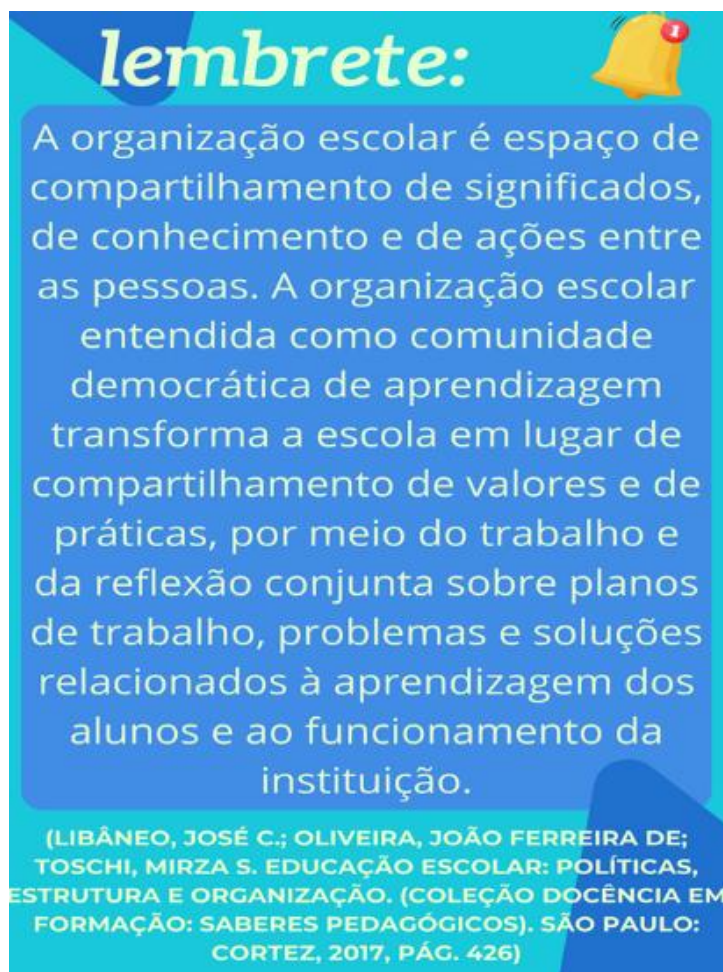 lembrete:
1
A organização escolar é espaço de
compartilhamento de significados,
de conhecimento e de ações entre
as pessoas. A organização escolar
entendida como comunidade
democrática de aprendizagem
transforma a escola em lugar de
compartilhamento de valores e de
práticas, por meio do trabalho e
da reflexão conjunta sobre planos
de trabalho, problemas e soluções
relacionados à aprendizagem dos
alunos e ao funcionamento da
instituição.
(LIBÂNEO, JOSÉ C.; OLIVEIRA, JOÃO FERREIRA DE;
TOSCHI, MIRZA S. EDUCAÇÃO ESCOLAR: POLÍTICAS,
ESTRUTURA E ORGANIZAÇÃO. (COLEÇÃO DOCÊNCIA EM
FORMAÇÃO: SABERES PEDAGÓGICOS). SÃO PAULO:
CORTEZ, 2017, PÁG. 426)